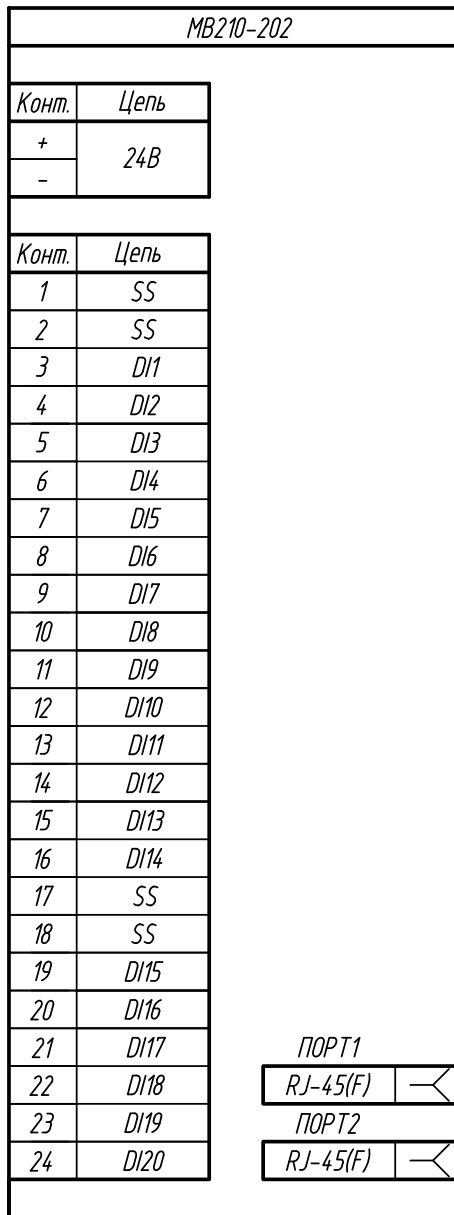 МВ210-202
Конт. Цепь
+
24В
-
Конт. Цепь
1 SS
2 SS
3 DI1
4 DI2
5 DI3
6 DI4
7 DI5
8 DI6
9 DI7
10 DI8
11 DI9
12 DI10
13 DI11
14 DI12
15 DI13
16 DI14
17 SS
18 SS
19 DI15
20 DI16
21 DI17
22 DI18
23 DI19
24 DI20
ПОРТ1
RJ-45(F)
ПОРТ2
RJ-45(F)